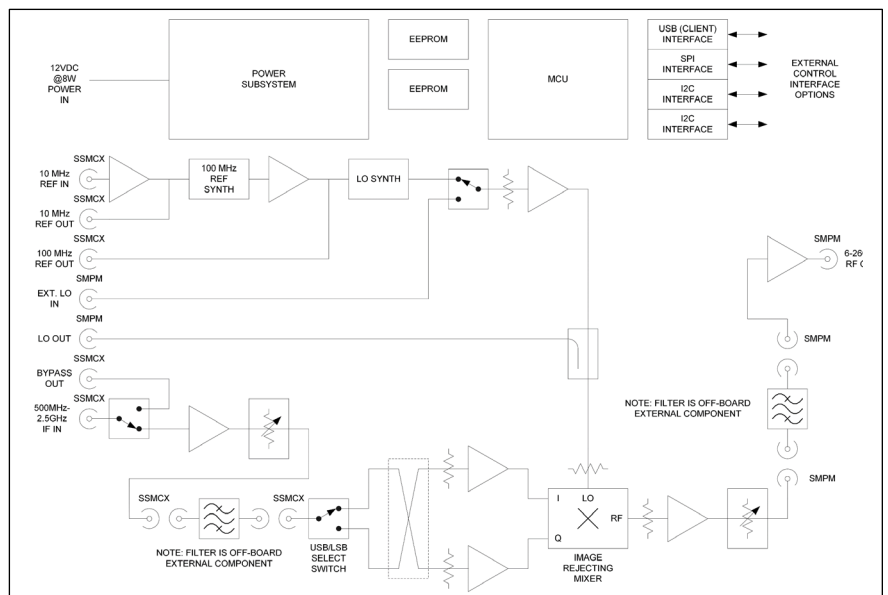 12VDC
@8W
POWER
IN
POWER
SUBSYSTEM
EEPROM
EEPROM
MCU
USB (CLIENT)
INTERFACE
SPI
INTERFACE
I2C
INTERFACE
I2C
INTERFACE
EXTERNAL
CONTROL
INTERFACE
OPTIONS
SSMCX
10 MHz
REF IN
SSMCX
10 MHz
REF OUT
SSMCX
100 MHz
REF OUT
100 MHz
REF
SYNTH
LO SYNTH
SMPM
EXT. LO
IN
SMPM
LO OUT
SSMCX
BYPASS
OUT
SSMCX
500MHz-
2.5GHz
IF IN
SMPM
6-26
RF
SMPM
NOTE: FILTER IS OFF-BOARD
EXTERNAL COMPONENT
SMPM
SSMCX
SSMCX
NOTE: FILTER IS OFF-BOARD
EXTERNAL COMPONENT
USB/LSB
SELECT
SWITCH
I
LO
RF
Q
IMAGE
REJECTING
MIXER